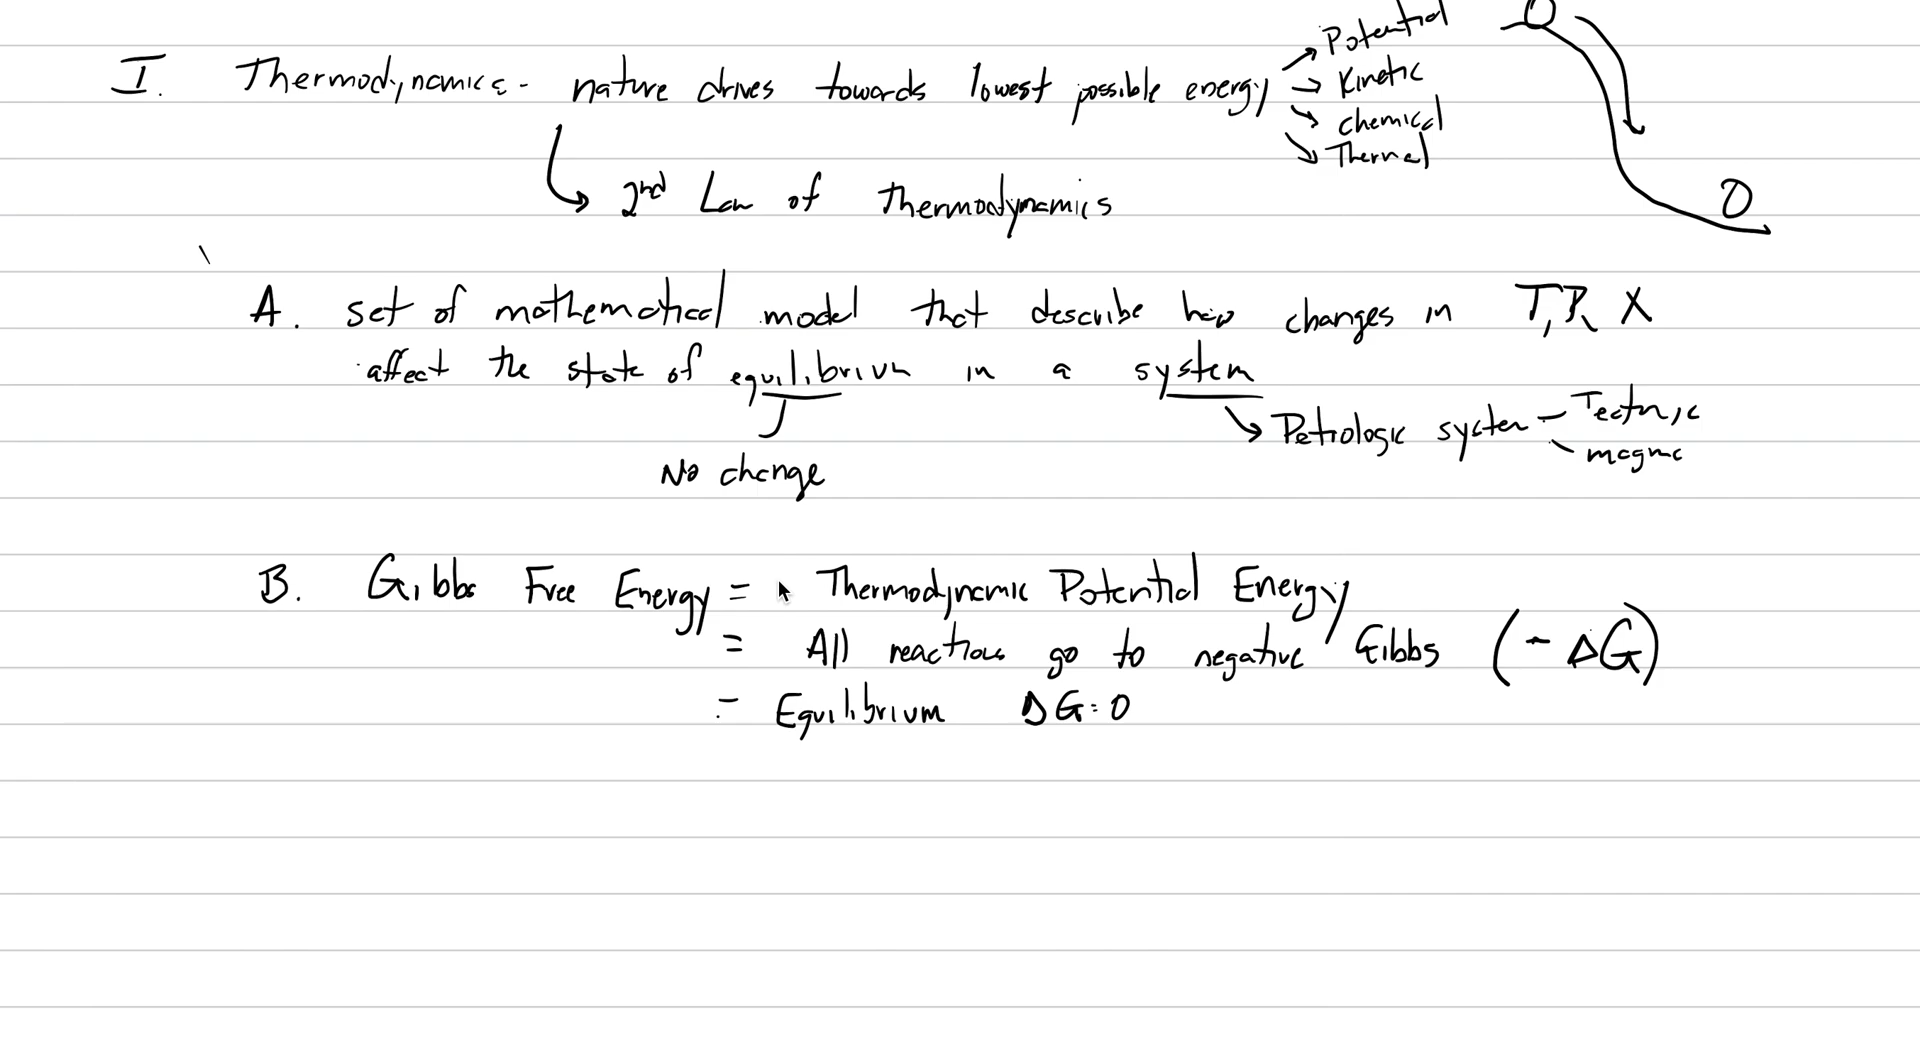 Potential
I. Thermodynamics - nature drives towards lowest possible energy → Kinetic
chemical
Thermal
2nd Law of thermodynamics
A. set of mathematical model that describe how changes in T, P, X
affect the state of equilibrium in a system
Petrologic system - Tectonic
magma
No change
B. Gibbs Free Energy = Thermodynamic Potential Energy
= All reactions go to negative Gibbs (- ΔG)
= Equilibrium ΔG = 0